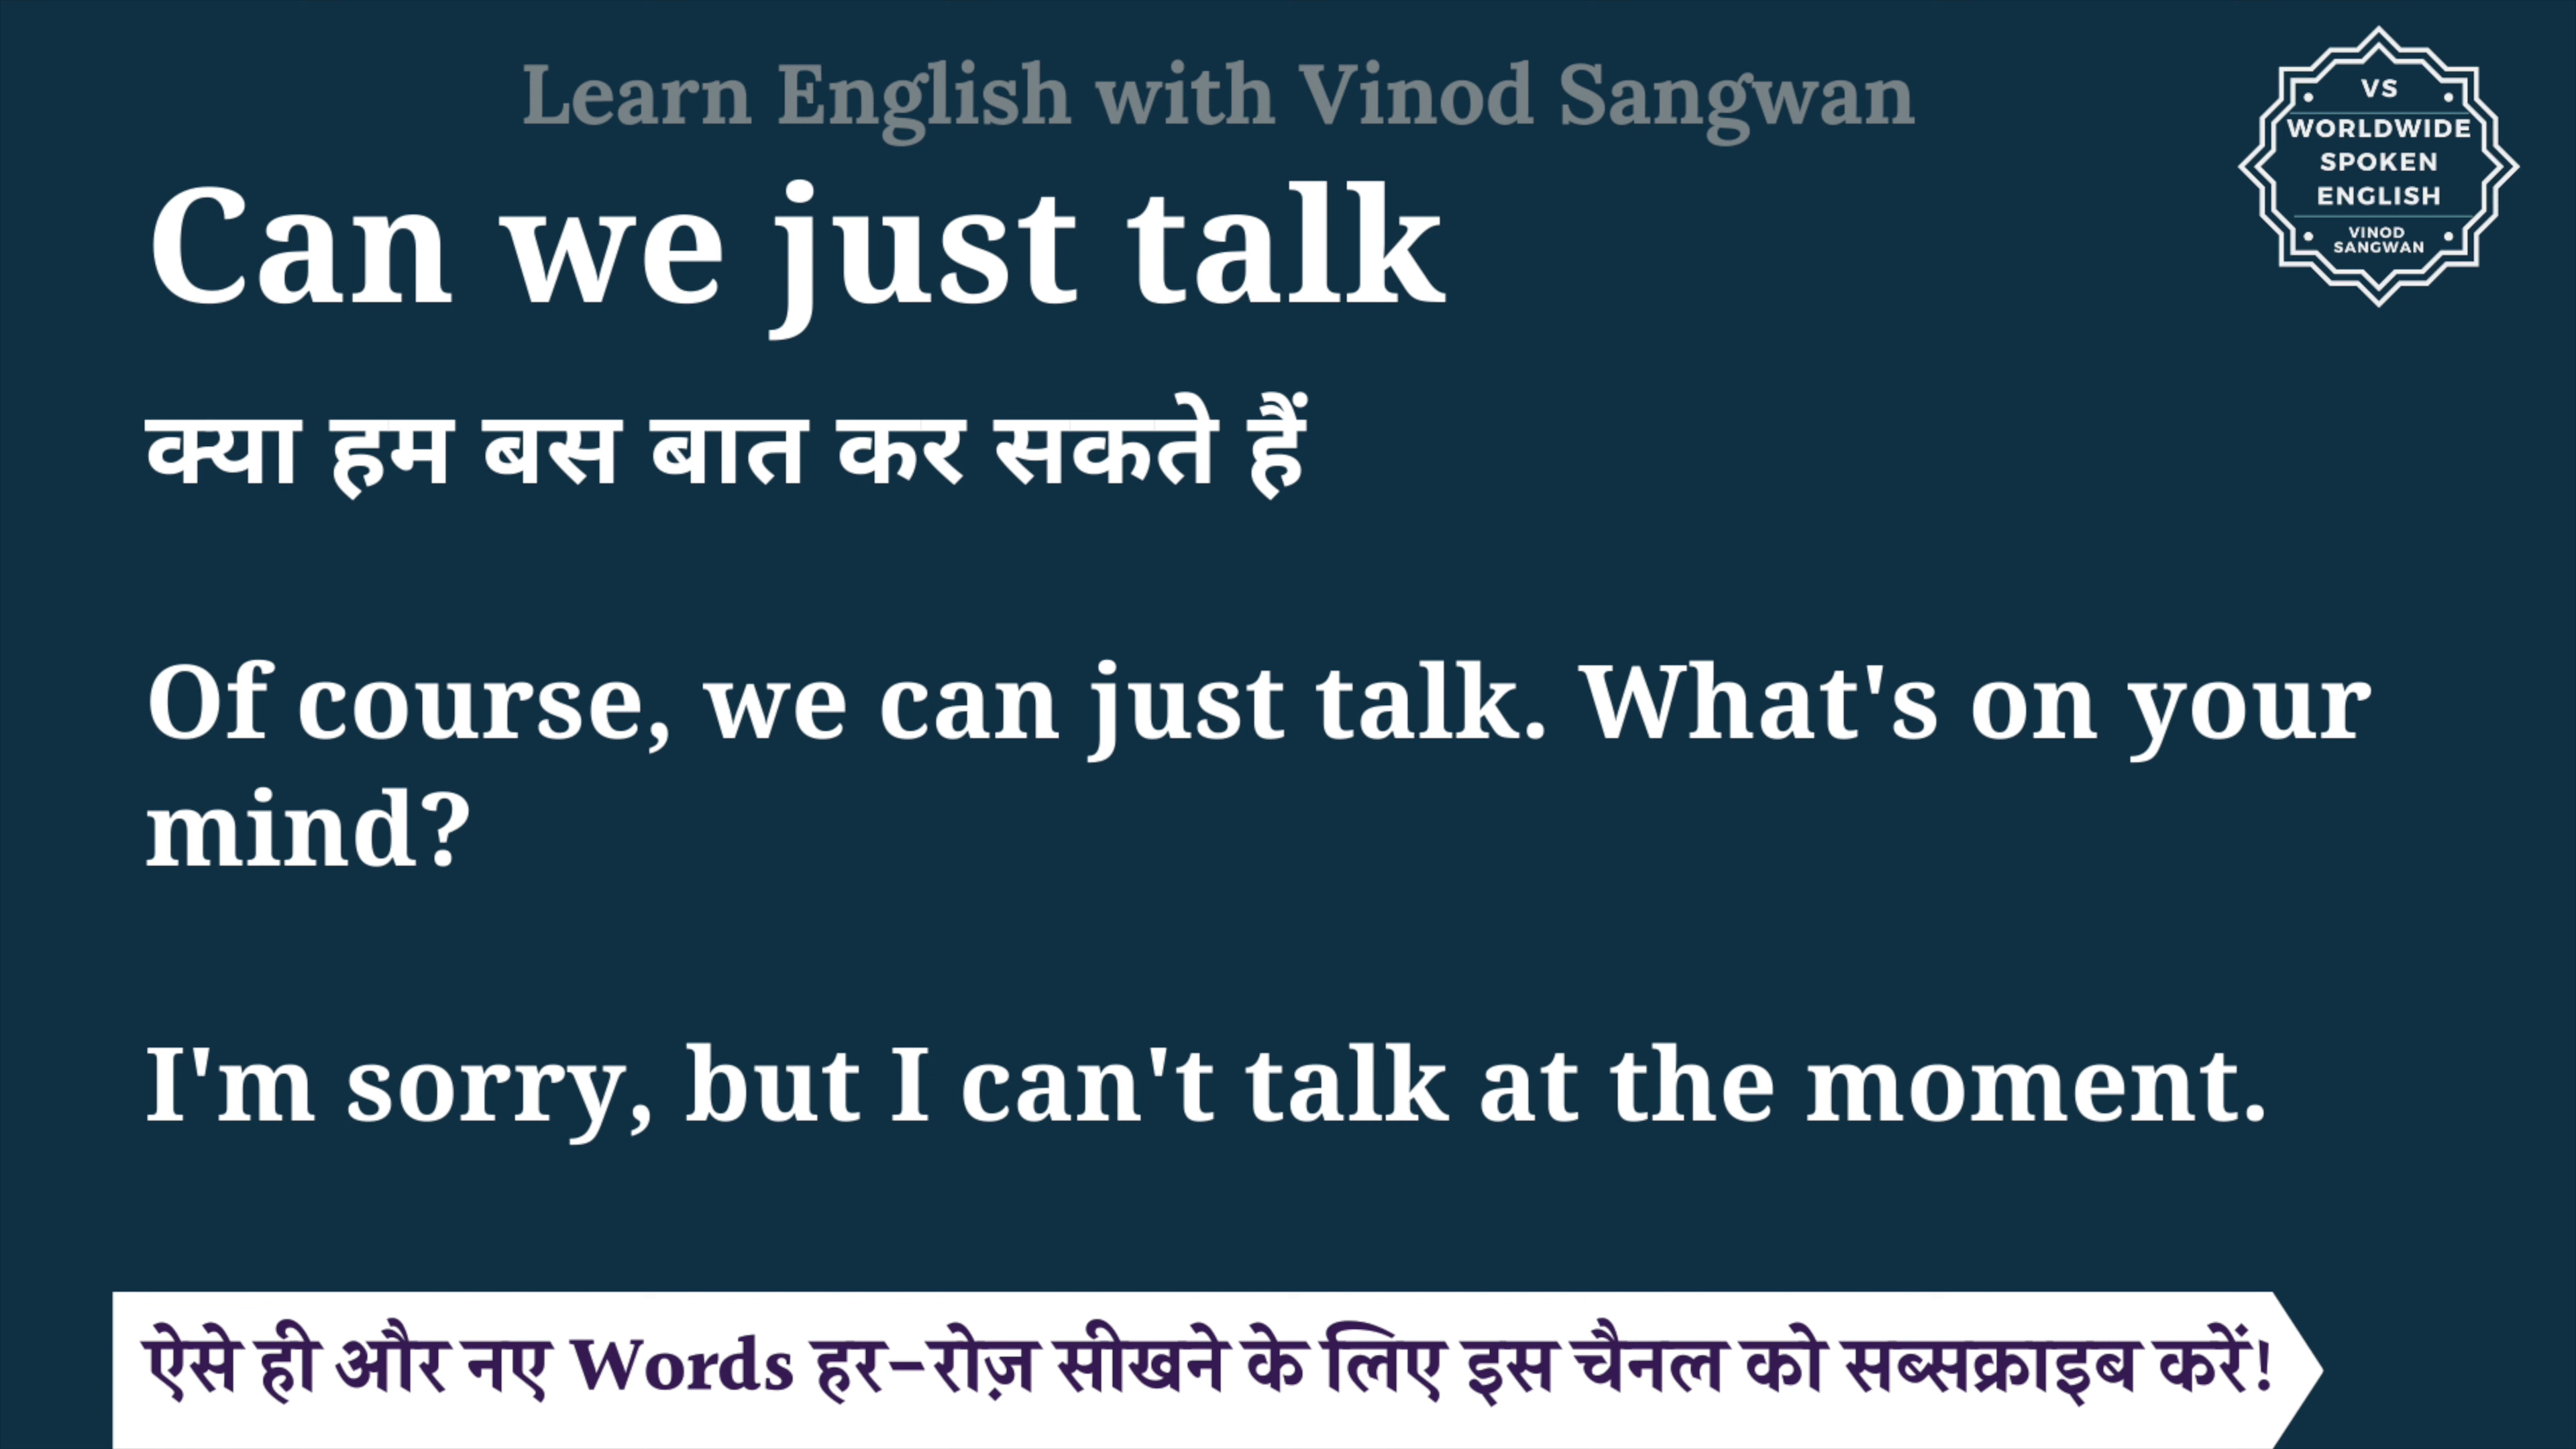 Learn English with Vinod Sangwan
VS
WORLDWIDE
SPOKEN
ENGLISH
VINOD
SANGWAN
Can we just talk
क्या हम बस बात कर सकते हैं
Of course, we can just talk. What's on your
mind?
I'm sorry, but I can't talk at the moment.
ऐसे ही और नए Words हर-रोज़ सीखने के लिए इस चैनल को सब्सक्राइब करें!